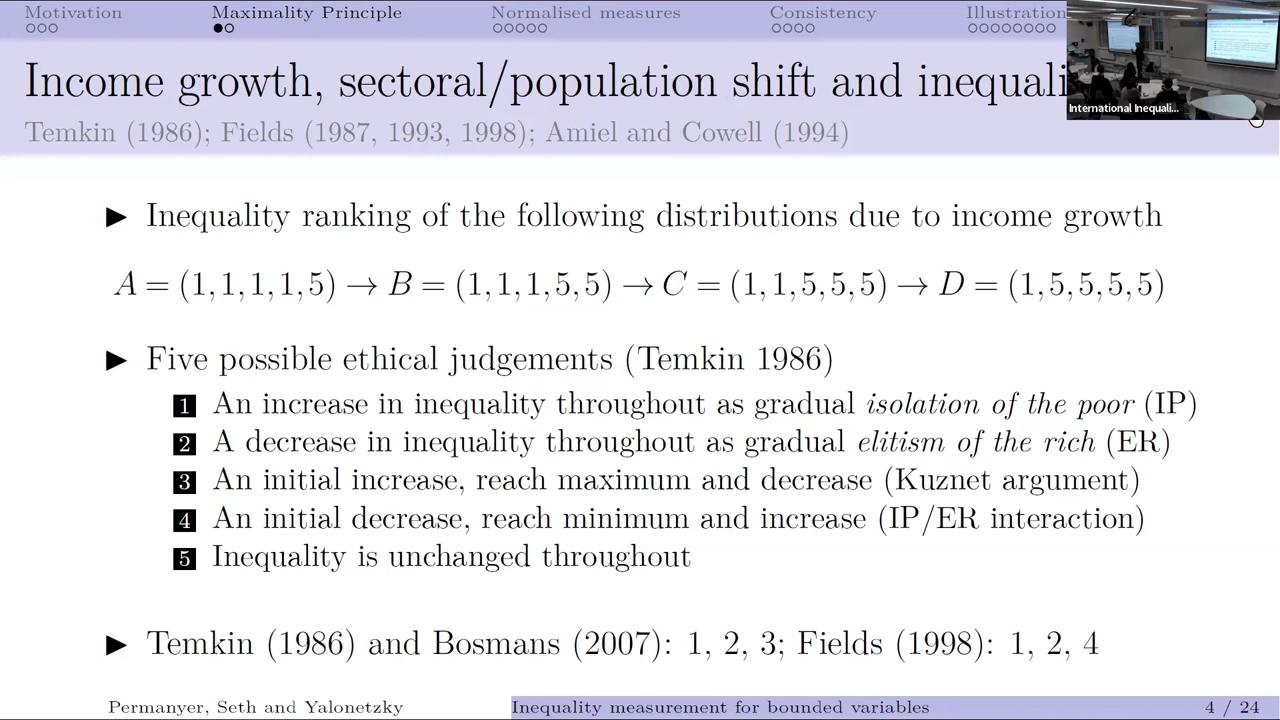 Motivation Maximality Principle Normalised measures Consistency Illustration
Income growth, sectoral/population shift and inequali
Temkin (1986); Fields (1987, 1993, 1998); Amiel and Cowell (1994)
International Inequali...
▶ Inequality ranking of the following distributions due to income growth
A = (1, 1, 1, 1, 5) → B = (1, 1, 1, 5, 5) → C = (1, 1, 5, 5, 5) → D = (1, 5, 5, 5, 5)
▶ Five possible ethical judgements (Temkin 1986)
1 An increase in inequality throughout as gradual isolation of the poor (IP)
2 A decrease in inequality throughout as gradual elitism of the rich (ER)
3 An initial increase, reach maximum and decrease (Kuznet argument)
4 An initial decrease, reach minimum and increase (IP/ER interaction)
5 Inequality is unchanged throughout
▶ Temkin (1986) and Bosmans (2007): 1, 2, 3; Fields (1998): 1, 2, 4
Permanyer, Seth and Yalonetzky Inequality measurement for bounded variables 4 / 24